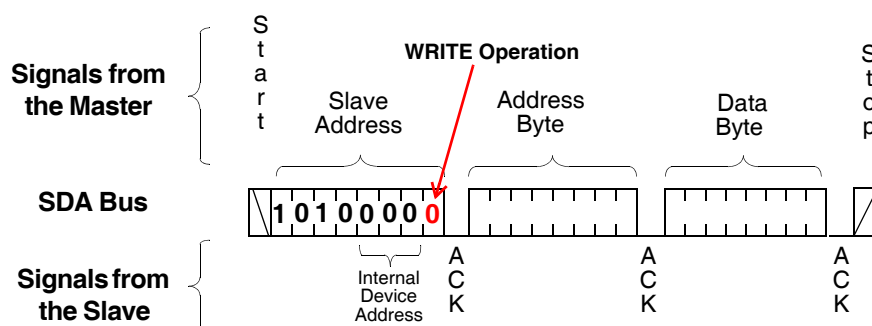 S
t
a
r
t
WRITE Operation
S
t
o
p
Signals from
the Master
Slave
Address
Address
Byte
Data
Byte
SDA Bus
1 0 1 0 0 0 0 0
Signals from
the Slave
Internal
Device
Address
A
C
K
A
C
K
A
C
K